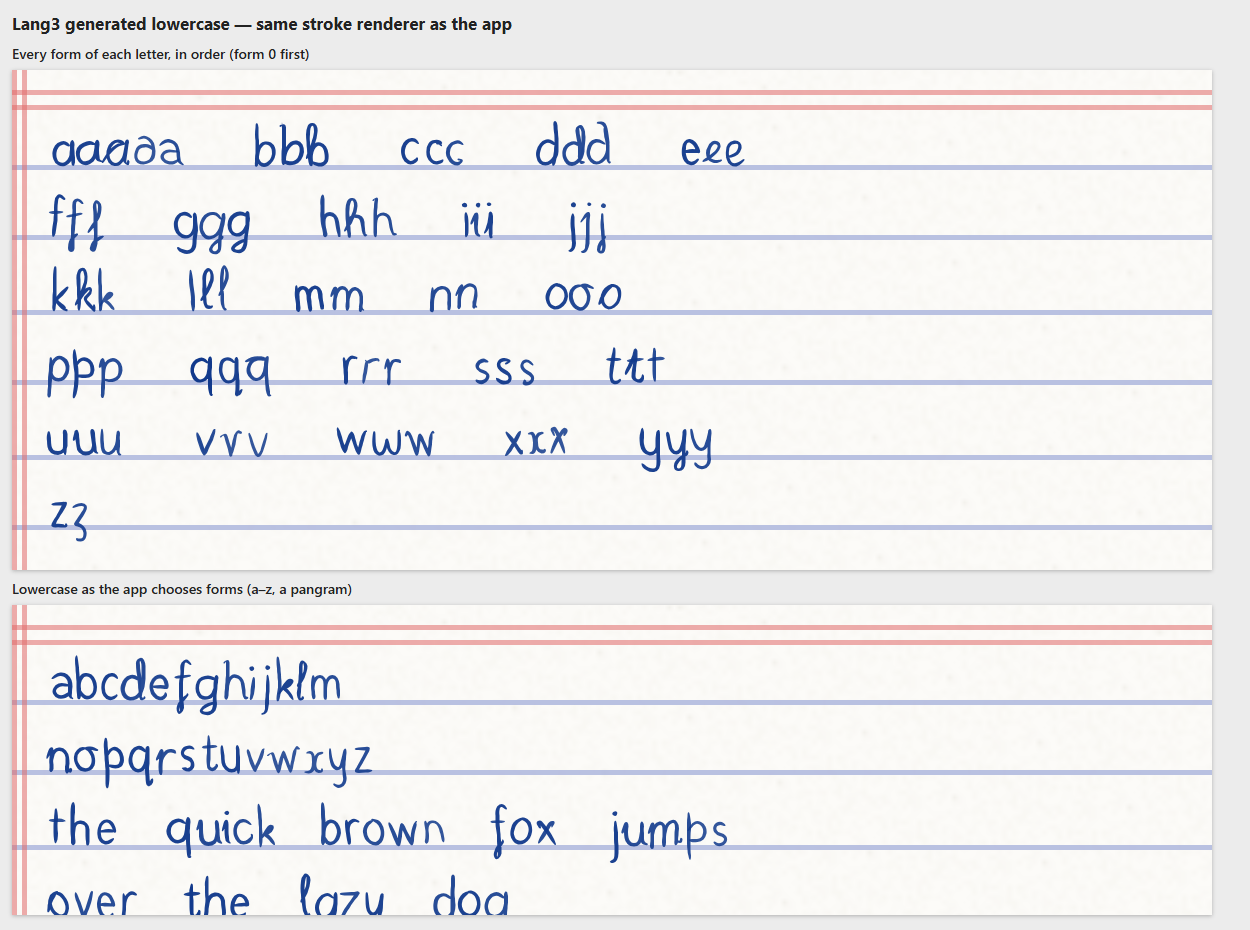 Lang3 generated lowercase — same stroke renderer as the app
Every form of each letter, in order (form 0 first)
aaaaa bbb ccc ddd eee
fff ggg hhh iii jjj
kkk lll mm nn ooo
ppp qqq rrr sss ttt
uuu vvv www xxx yyy
zz
Lowercase as the app chooses forms (a–z, a pangram)
abcdefghijklm
nopqrstuvwxyz
the quick brown fox jumps
over the lazy dog